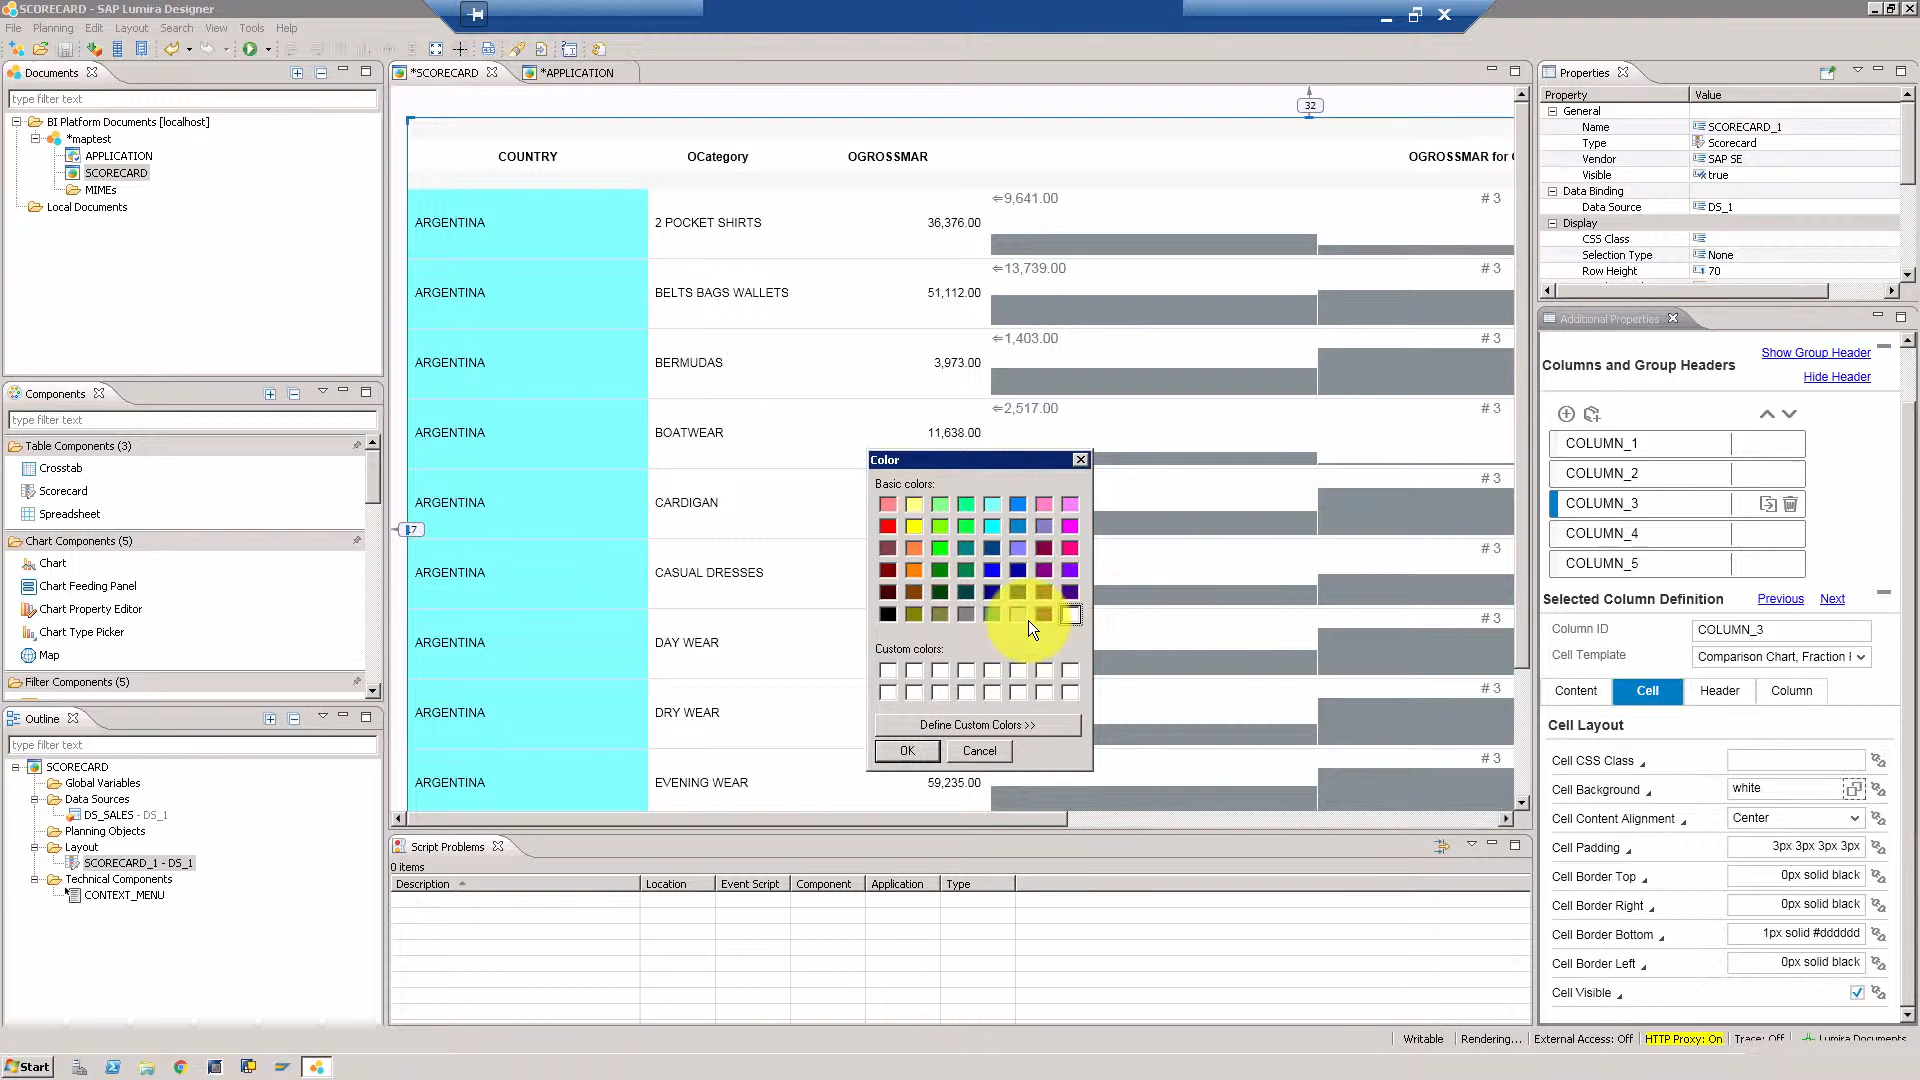 SCORECARD - SAP Lumira Designer
File Planning Edit Layout Search View Tools Help
Documents
type filter text
BI Platform Documents [localhost]
*maptest
APPLICATION
SCORECARD
MIMEs
Local Documents
Components
type filter text
Table Components (3)
Crosstab
Scorecard
Spreadsheet
Chart Components (5)
Chart
Chart Feeding Panel
Chart Property Editor
Chart Type Picker
Map
Filter Components (5)
Outline
type filter text
SCORECARD
Global Variables
Data Sources
DS_SALES - DS_1
Planning Objects
Layout
SCORECARD_1 - DS_1
Technical Components
CONTEXT_MENU
*SCORECARD *APPLICATION
32
COUNTRY OCategory OGROSSMAR OGROSSMAR for
ARGENTINA 2 POCKET SHIRTS 36,376.00 ⇐9,641.00 # 3
ARGENTINA BELTS BAGS WALLETS 51,112.00 ⇐13,739.00 # 3
ARGENTINA BERMUDAS 3,973.00 ⇐1,403.00 # 3
ARGENTINA BOATWEAR 11,638.00 ⇐2,517.00 # 3
ARGENTINA CARDIGAN # 3
ARGENTINA CASUAL DRESSES # 3
ARGENTINA DAY WEAR # 3
ARGENTINA DRY WEAR # 3
ARGENTINA EVENING WEAR 59,235.00 # 3
Color
Basic colors:
Custom colors:
Define Custom Colors >>
OK Cancel
Script Problems
0 items
Description Location Event Script Component Application Type
Properties
Property Value
General
Name SCORECARD_1
Type Scorecard
Vendor SAP SE
Visible true
Data Binding
Data Source DS_1
Display
CSS Class
Selection Type None
Row Height 70
Additional Properties
Columns and Group Headers Show Group Header
Hide Header
COLUMN_1
COLUMN_2
COLUMN_3
COLUMN_4
COLUMN_5
Selected Column Definition Previous Next
Column ID COLUMN_3
Cell Template Comparison Chart, Fraction
Content Cell Header Column
Cell Layout
Cell CSS Class
Cell Background white
Cell Content Alignment Center
Cell Padding 3px 3px 3px 3px
Cell Border Top 0px solid black
Cell Border Right 0px solid black
Cell Border Bottom 1px solid #dddddd
Cell Border Left 0px solid black
Cell Visible
Writable Rendering... External Access: Off HTTP Proxy: On Trace: Off Lumira Documents
Start